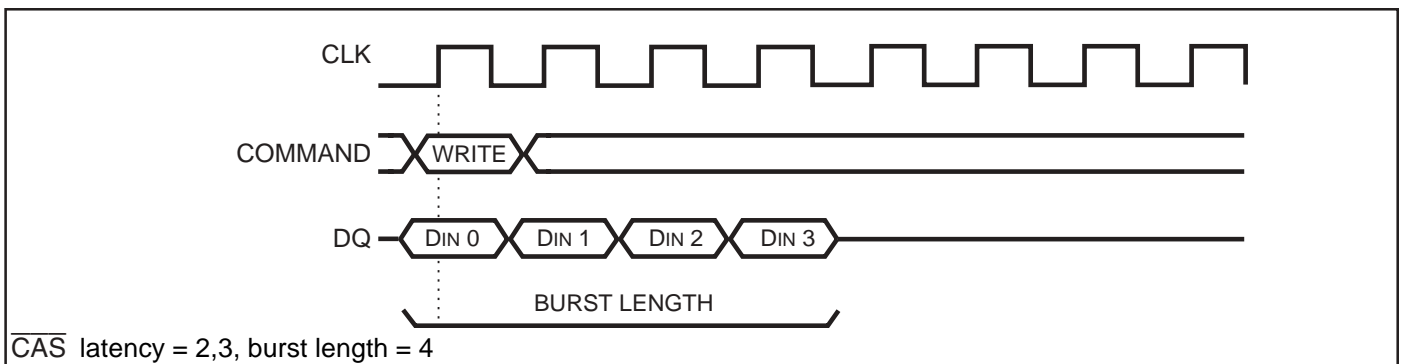 CLK
COMMAND WRITE
DQ DIN 0 DIN 1 DIN 2 DIN 3
BURST LENGTH
CAS latency = 2,3, burst length = 4